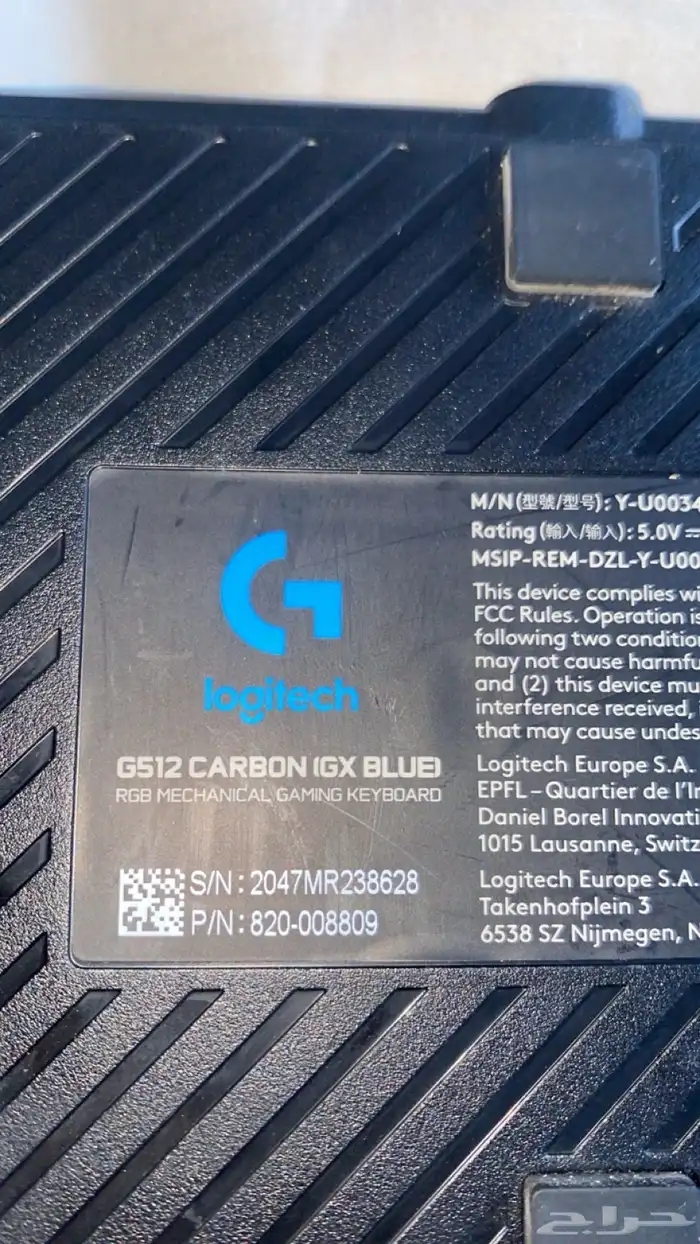 logitech
G512 CARBON (GX BLUE)
RGB MECHANICAL GAMING KEYBOARD
S/N : 2047MR238628
P/N : 820-008809
M/N (型號/型号) : Y-U0034
Rating (輸入/输入) : 5.0V ⎓
MSIP-REM-DZL-Y-U00
This device complies wi
FCC Rules. Operation is
following two conditio
may not cause harmfu
and (2) this device mu
interference received,
that may cause undes
Logitech Europe S.A.
EPFL – Quartier de l'In
Daniel Borel Innovati
1015 Lausanne, Switz
Logitech Europe S.A.
Takenhofplein 3
6538 SZ Nijmegen, N
حراج